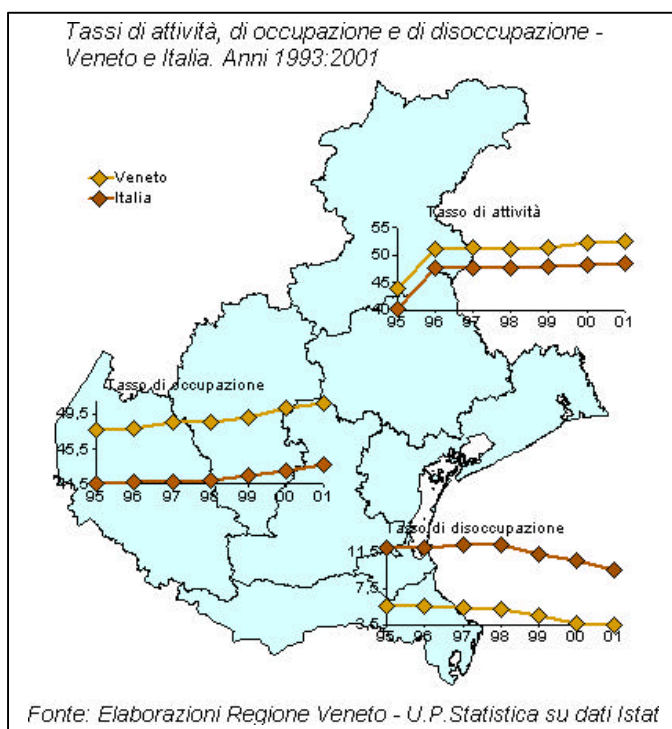 Tassi di attività, di occupazione e di disoccupazione -
Veneto e Italia. Anni 1993:2001
Veneto
Italia
Tasso di attività
55
50
45
40
95 96 97 98 99 00 01
Tasso di occupazione
49,5
45,5
95 96 97 98 99 00 01
Tasso di disoccupazione
11,5
7,5
3,5
95 96 97 98 99 00 01
Fonte: Elaborazioni Regione Veneto - U.P.Statistica su dati Istat